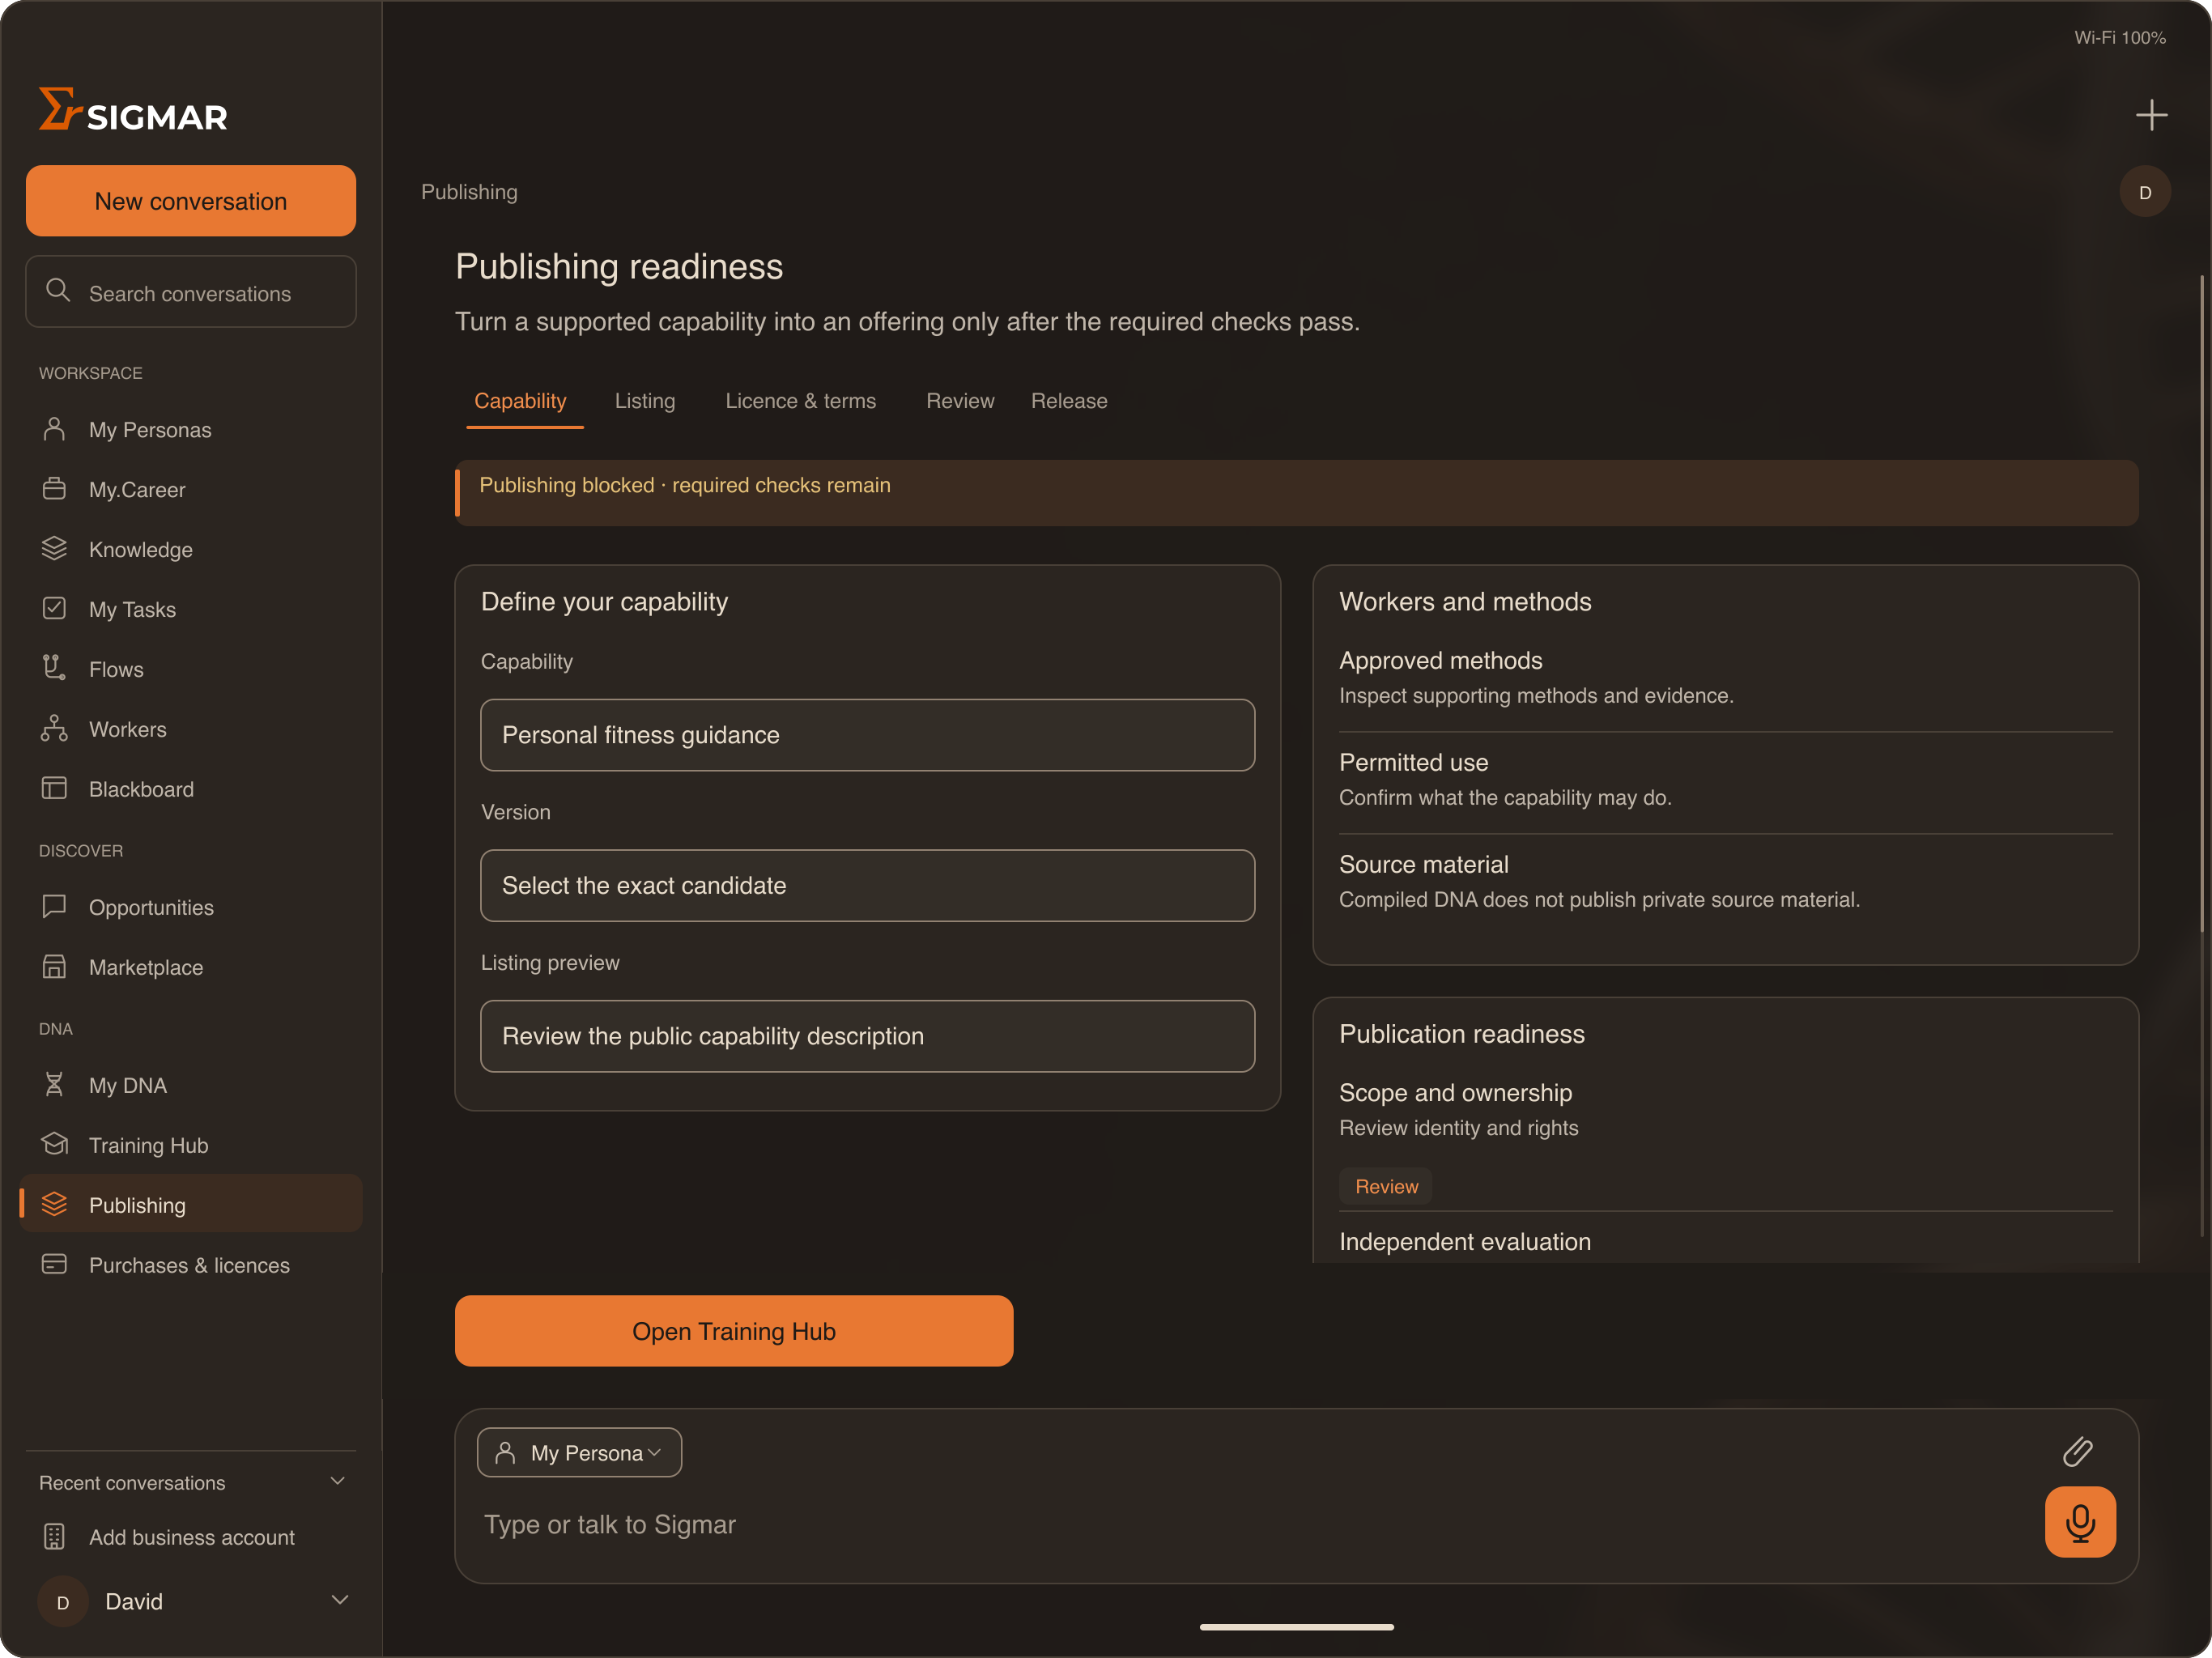 Wi-Fi 100%
SIGMAR
New conversation
Search conversations
WORKSPACE
My Personas
My.Career
Knowledge
My Tasks
Flows
Workers
Blackboard
DISCOVER
Opportunities
Marketplace
DNA
My DNA
Training Hub
Publishing
Purchases & licences
Recent conversations
Add business account
D
David
Publishing
D
Publishing readiness
Turn a supported capability into an offering only after the required checks pass.
Capability
Listing
Licence & terms
Review
Release
Publishing blocked · required checks remain
Define your capability
Capability
Personal fitness guidance
Version
Select the exact candidate
Listing preview
Review the public capability description
Workers and methods
Approved methods
Inspect supporting methods and evidence.
Permitted use
Confirm what the capability may do.
Source material
Compiled DNA does not publish private source material.
Publication readiness
Scope and ownership
Review identity and rights
Review
Independent evaluation
Open Training Hub
My Persona
Type or talk to Sigmar